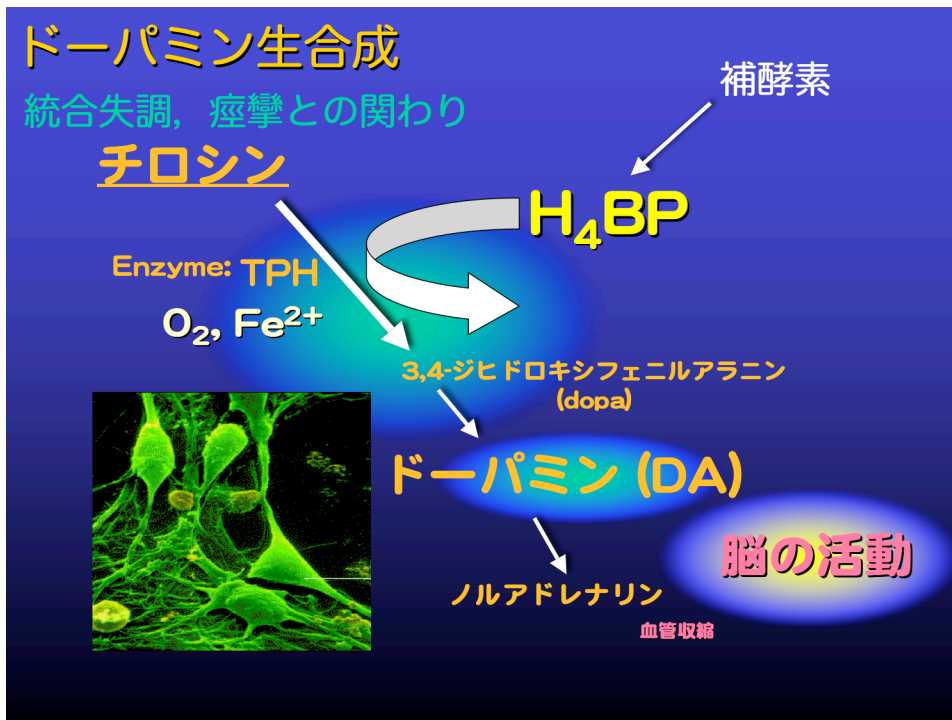 ドーパミン生合成
統合失調, 痙攣との関わり
補酵素
チロシン
H₄BP
Enzyme: TPH
O₂, Fe²⁺
3,4-ジヒドロキシフェニルアラニン
(dopa)
ドーパミン (DA)
脳の活動
ノルアドレナリン
血管収縮